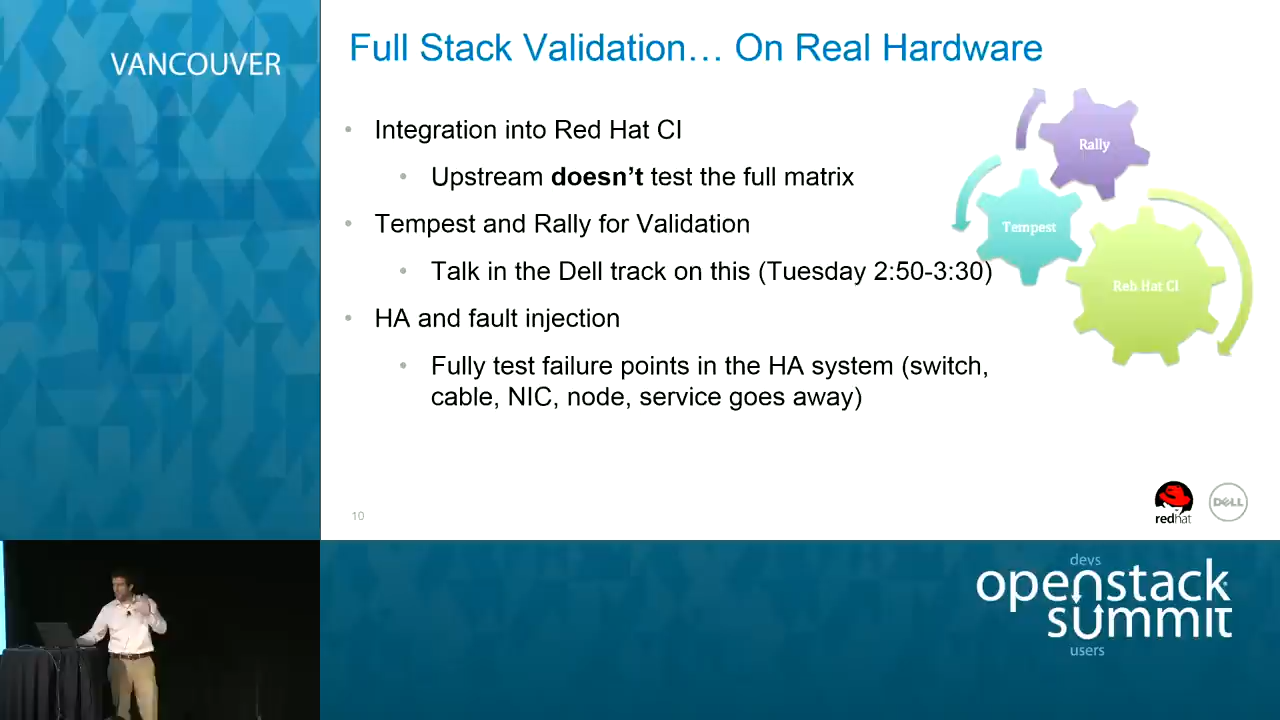 VANCOUVER
Full Stack Validation… On Real Hardware
• Integration into Red Hat CI
• Upstream doesn't test the full matrix
• Tempest and Rally for Validation
• Talk in the Dell track on this (Tuesday 2:50-3:30)
• HA and fault injection
• Fully test failure points in the HA system (switch,
cable, NIC, node, service goes away)
Rally
Tempest
Reb Hat CI
10
redhat
DELL
devs
openstack
summit
users